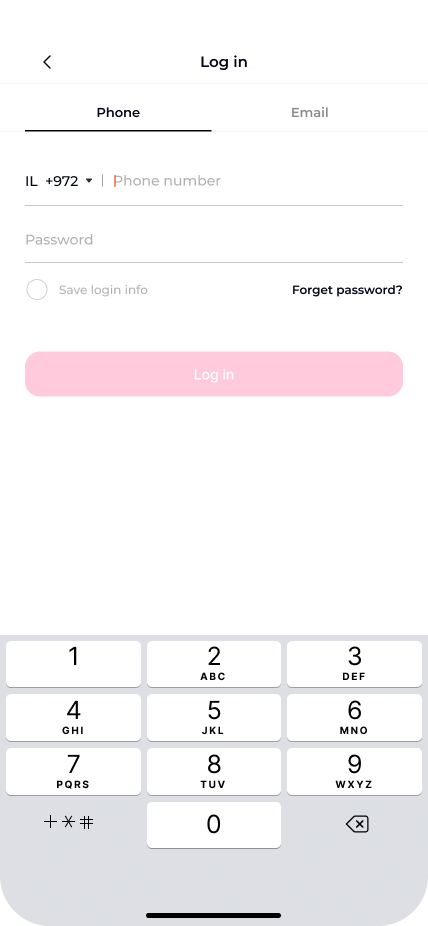 Log in
Phone Email
IL +972 Phone number
Password
Save login info Forget password?
Log in
1 2 3
ABC DEF
4 5 6
GHI JKL MNO
7 8 9
PQRS TUV WXYZ
+*# 0